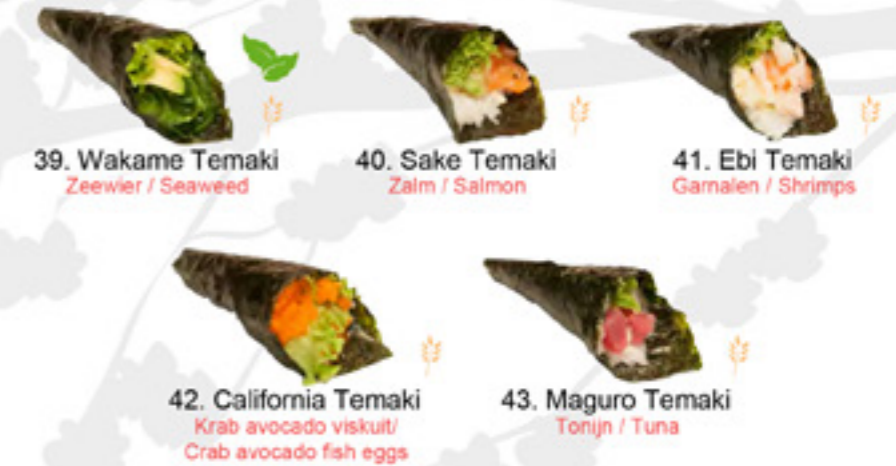 39. Wakame Temaki
Zeewier / Seaweed
40. Sake Temaki
Zalm / Salmon
41. Ebi Temaki
Garnalen / Shrimps
42. California Temaki
Krab avocado viskuit/
Crab avocado fish eggs
43. Maguro Temaki
Tonijn / Tuna